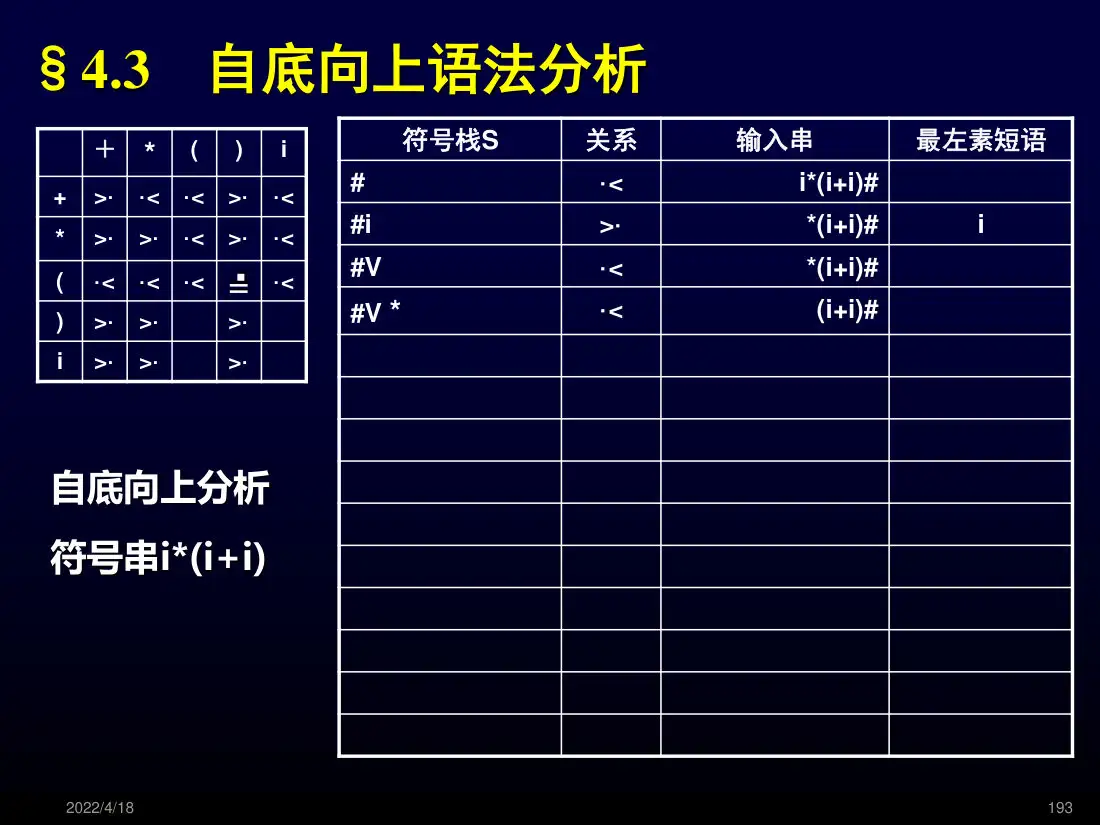 §4.3 自底向上语法分析
＋ * ( ) i
+ >· ·< ·< >· ·<
* >· >· ·< >· ·<
( ·< ·< ·< ≐ ·<
) >· >· >·
i >· >· >·
自底向上分析
符号串i*(i+i)
符号栈S 关系 输入串 最左素短语
# ·< i*(i+i)#
#i >· *(i+i)# i
#V ·< *(i+i)#
#V * ·< (i+i)#
2022/4/18
193